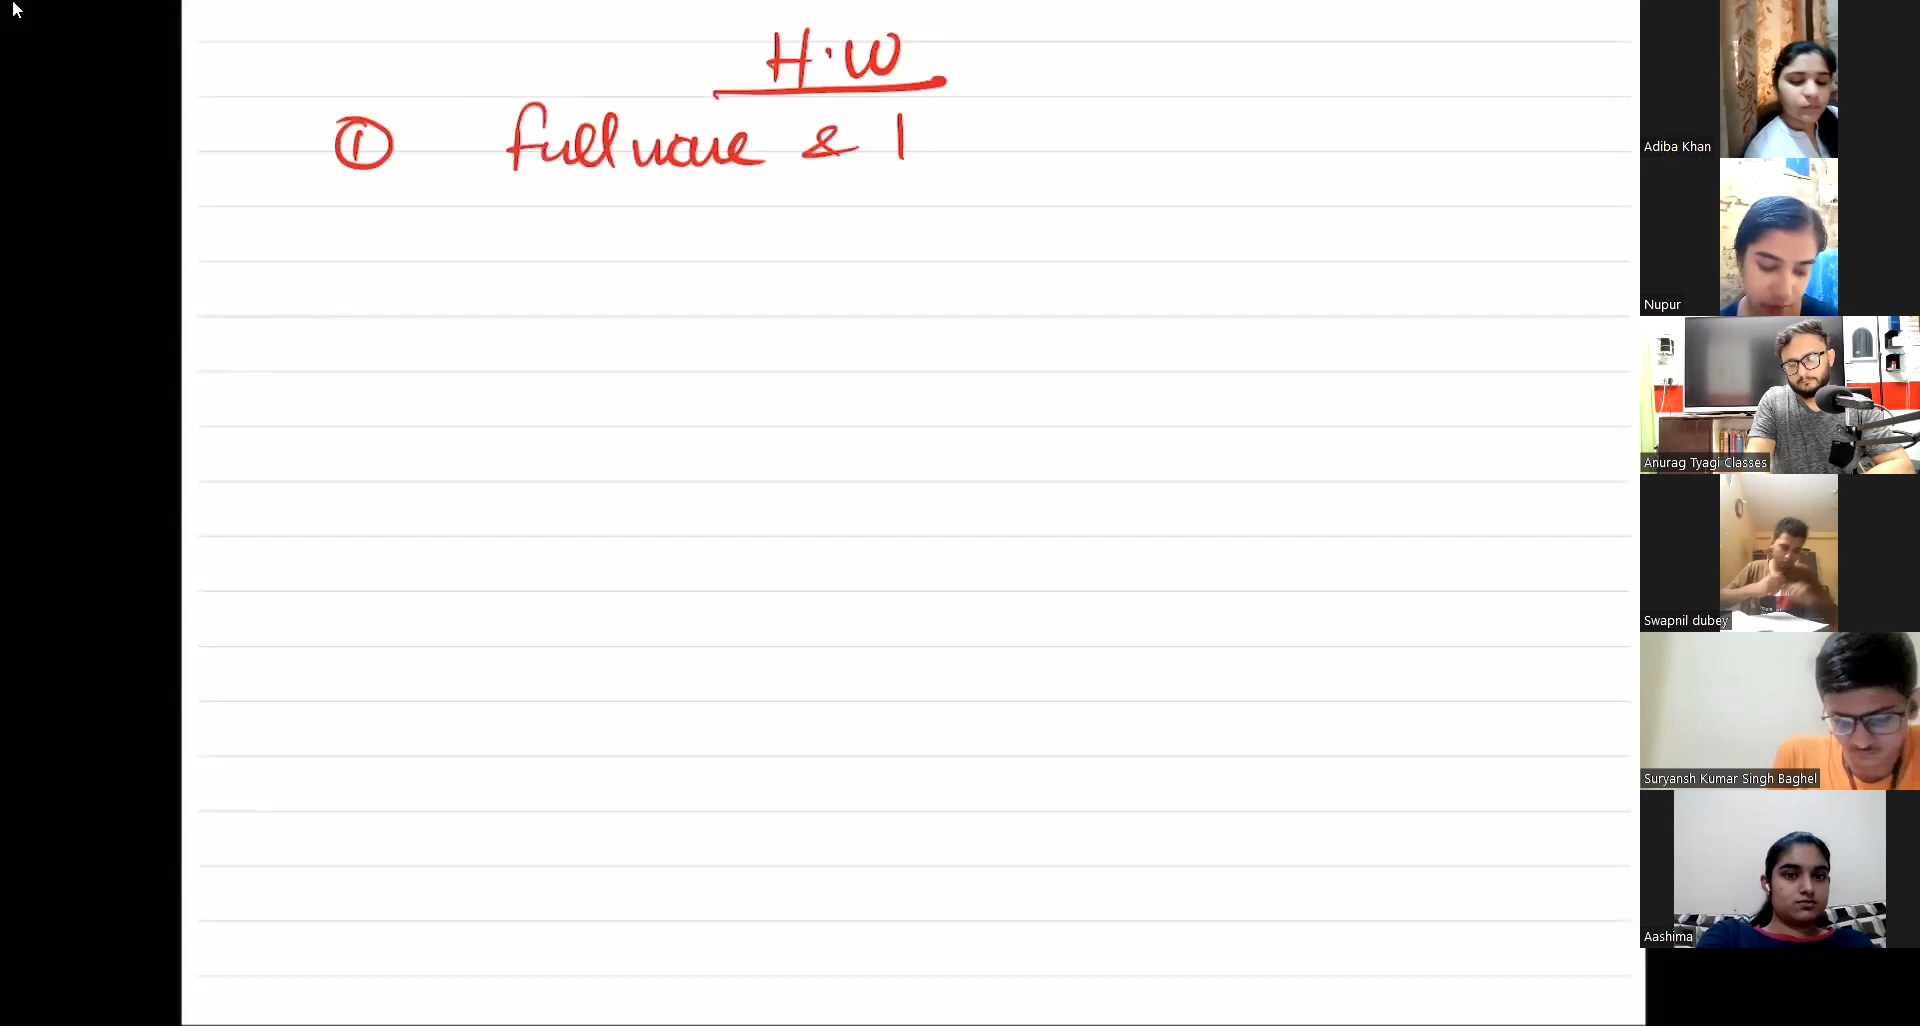 H.W
① Full wave & 1
Adiba Khan
Nupur
Anurag Tyagi Classes
Swapnil dubey
Suryansh Kumar Singh Baghel
Aashima